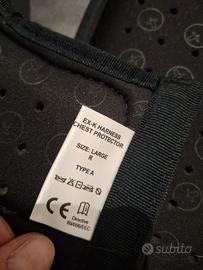 EX-K HARNESS
CHEST PROTECTOR
SIZE: LARGE
R
TYPE A
CE
Directive
89/686/EEC
subito